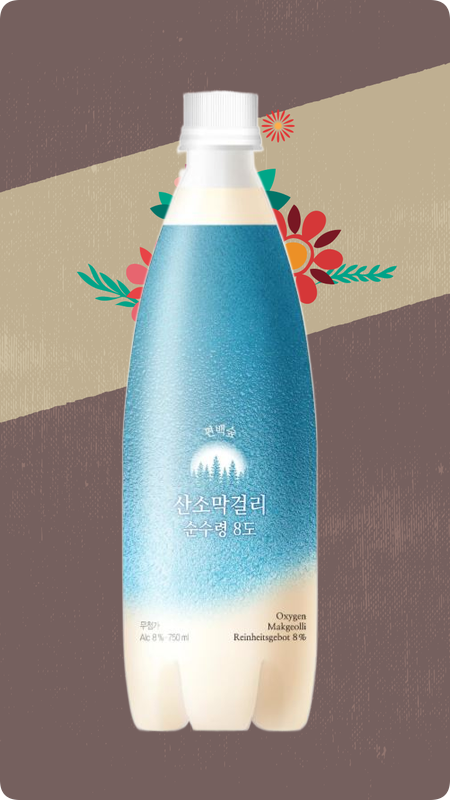 편백숲
산소막걸리
순수령 8도
무첨가
Alc 8% · 750 ml
Oxygen
Makgeolli
Reinheitsgebot 8%